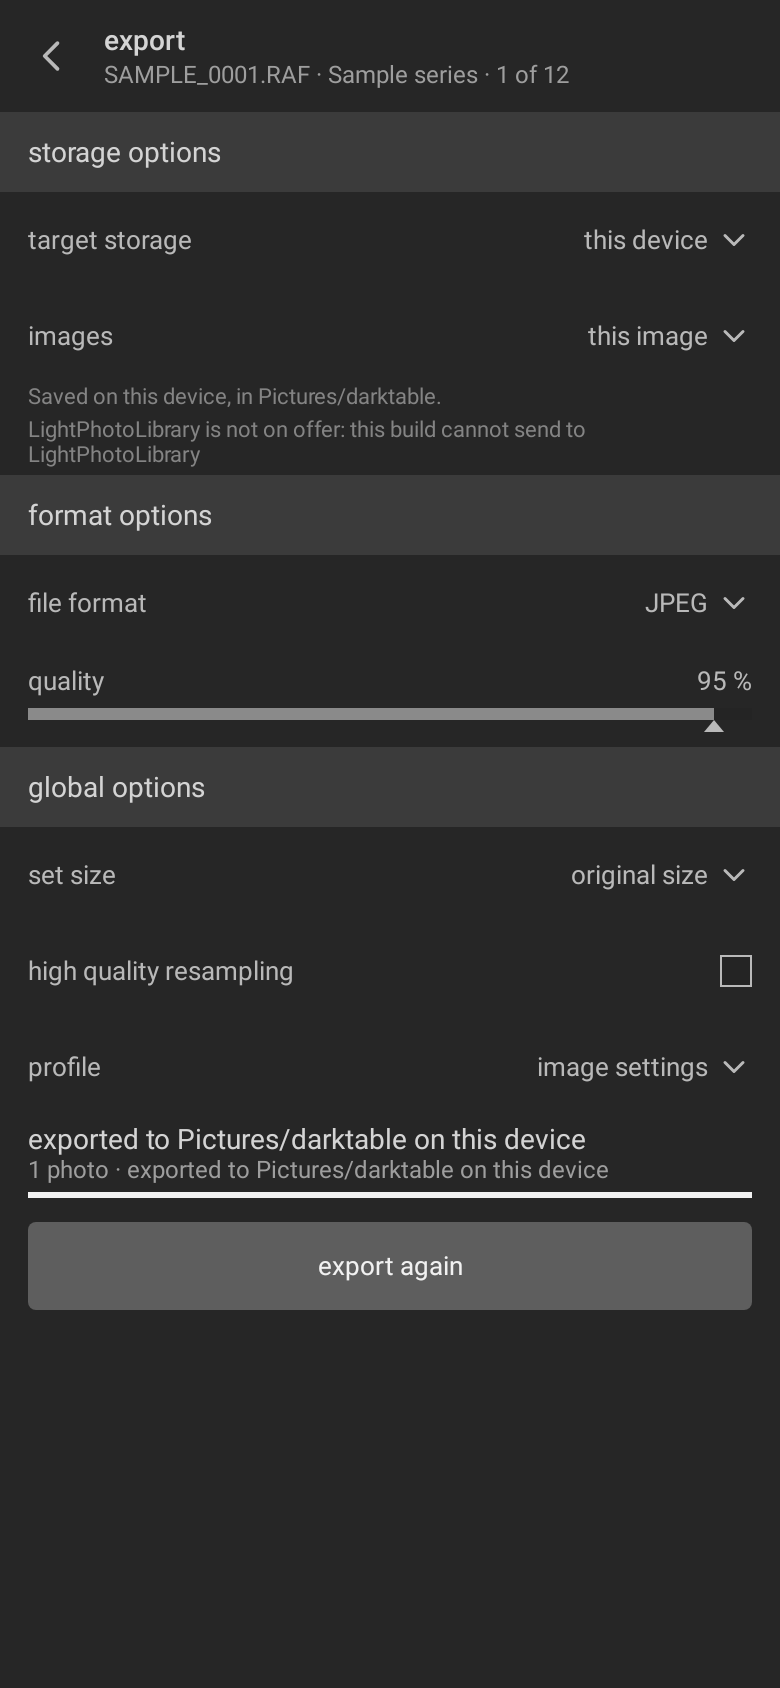 export
SAMPLE_0001.RAF · Sample series · 1 of 12
storage options
target storage this device
images this image
Saved on this device, in Pictures/darktable.
LightPhotoLibrary is not on offer: this build cannot send to
LightPhotoLibrary
format options
file format JPEG
quality 95 %
global options
set size original size
high quality resampling
profile image settings
exported to Pictures/darktable on this device
1 photo · exported to Pictures/darktable on this device
export again